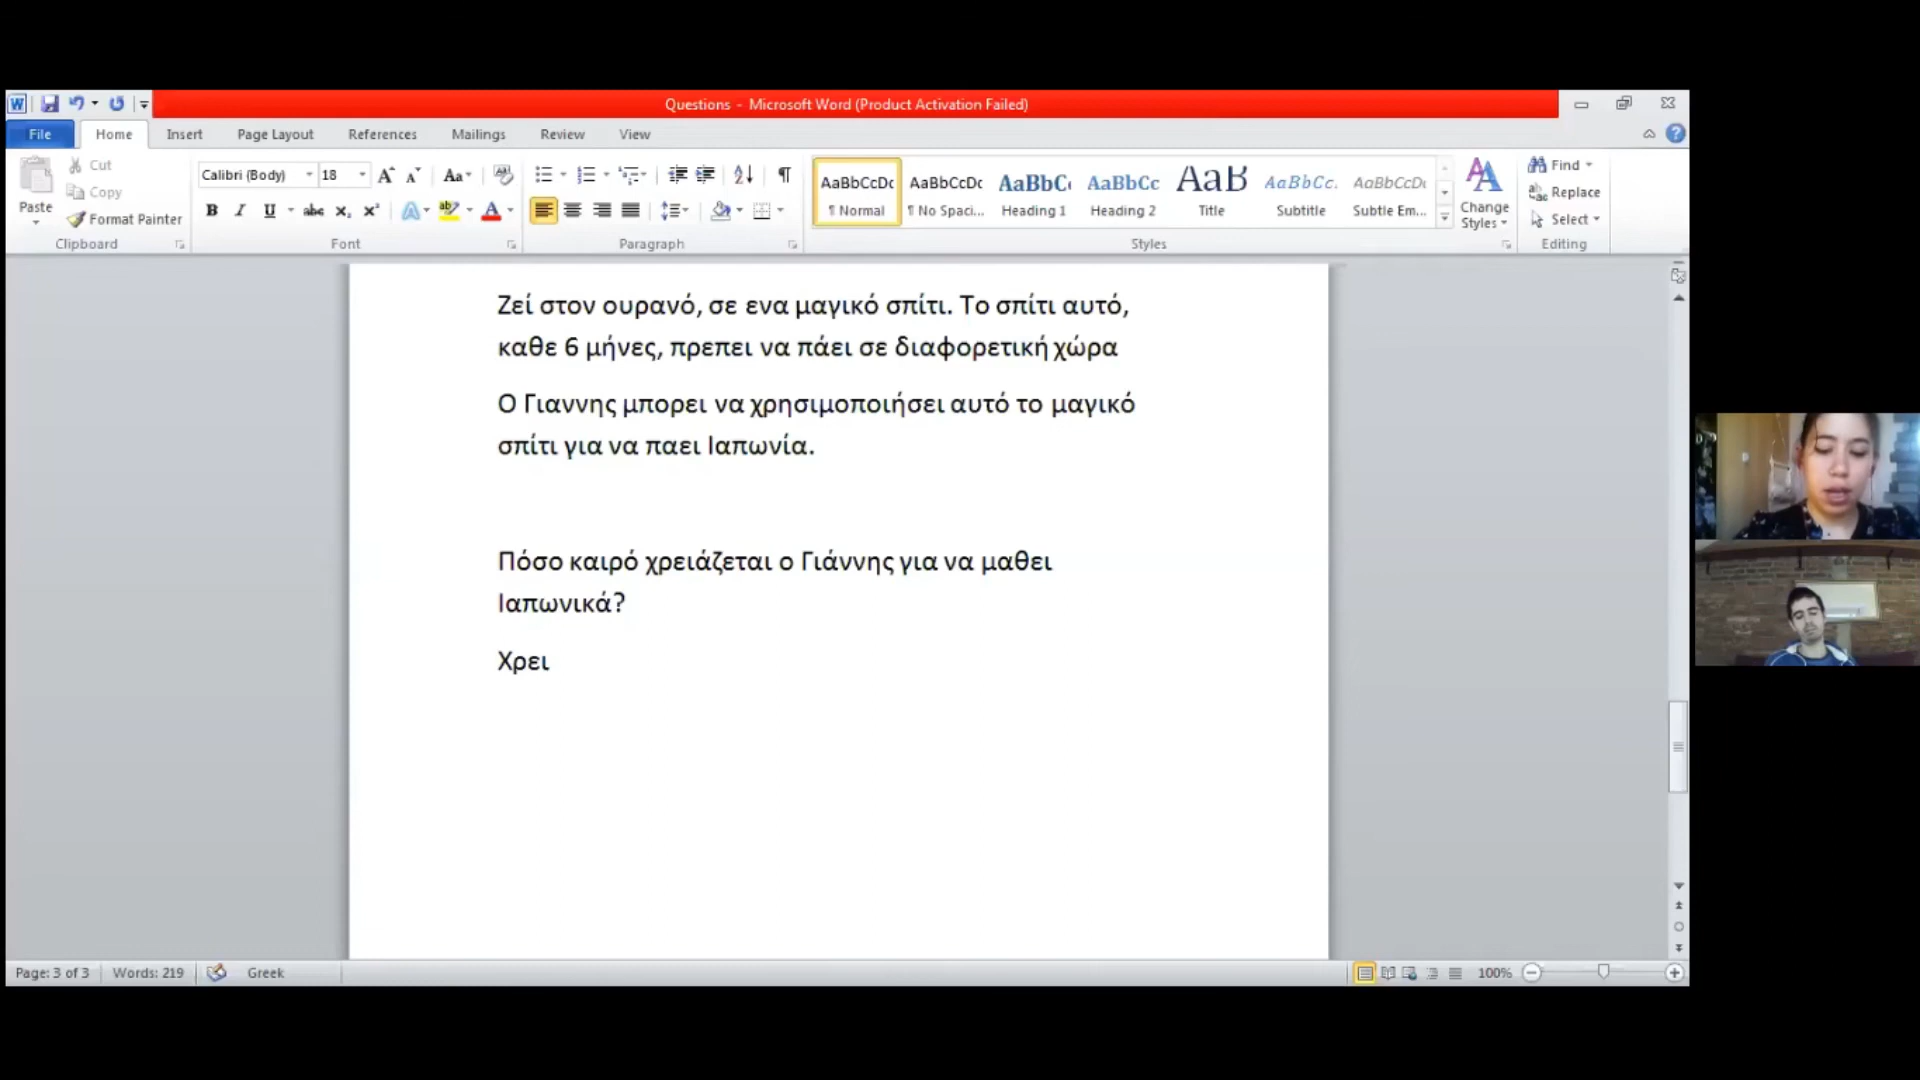 Questions - Microsoft Word (Product Activation Failed)
File Home Insert Page Layout References Mailings Review View
Cut
Copy
Format Painter
Paste
Clipboard
Calibri (Body) 18
Font
Paragraph
AaBbCcDc AaBbCcDc AaBbC AaBbCc AaB AaBbCc. AaBbCcDc
¶ Normal ¶ No Spaci... Heading 1 Heading 2 Title Subtitle Subtle Em...
Change Styles
Styles
Find
Replace
Select
Editing
Ζεί στον ουρανό, σε ενα μαγικό σπίτι. Το σπίτι αυτό,
καθε 6 μήνες, πρεπει να πάει σε διαφορετική χώρα
Ο Γιαννης μπορει να χρησιμοποιήσει αυτό το μαγικό
σπίτι για να παει Ιαπωνία.
Πόσο καιρό χρειάζεται ο Γιάννης για να μαθει
Ιαπωνικά?
Χρει
Page: 3 of 3 Words: 219 Greek 100%